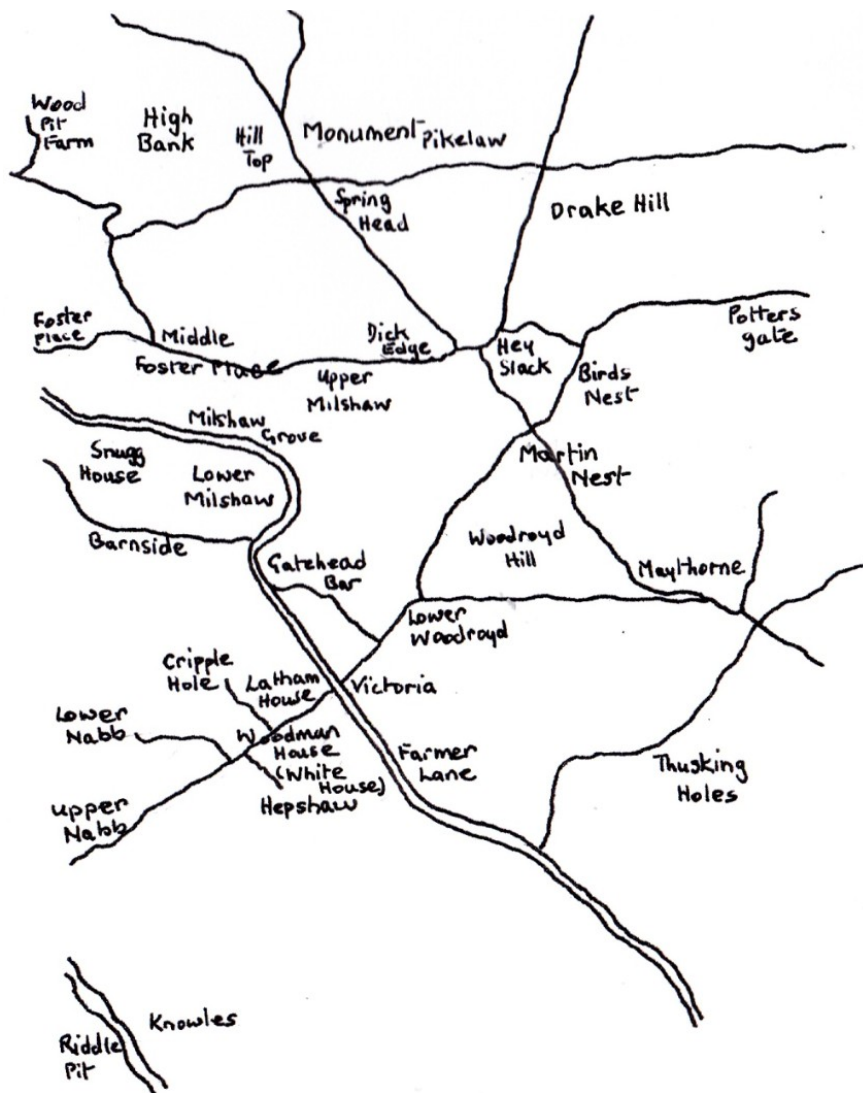 Wood
Pit
Farm
High
Bank
Hill
Top
Monument
Pikelaw
Spring
Head
Drake Hill
Foster
Place
Middle
Foster Place
Dick
Edge
Upper
Milshaw
Hey
Slack
Birds
Nest
Potters
gate
Milshaw
Grove
Snugg
House
Lower
Milshaw
Martin
Nest
Barnside
Gatehead
Bar
Woodroyd
Hill
Maythorne
Lower
Woodroyd
Cripple
Hole
Latham
House
Victoria
Lower
Nabb
Woodman
House
(White
House)
Hepshaw
Farmer
Lane
Thusking
Holes
Upper
Nabb
Knowles
Riddle
Pit